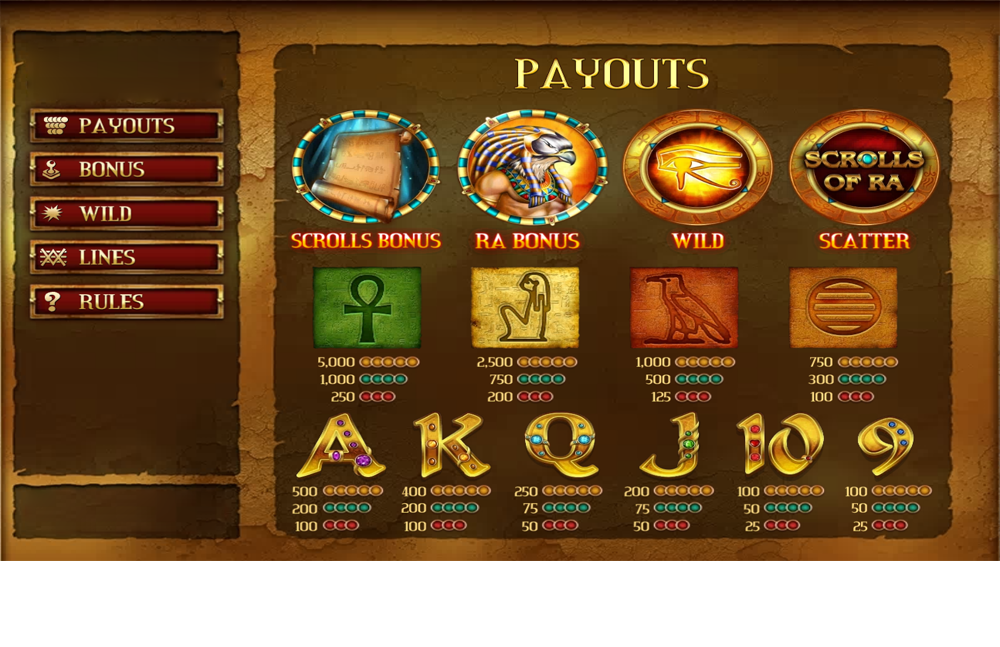 PAYOUTS
PAYOUTS
BONUS
WILD
LINES
RULES
SCROLLS
OF RA
SCROLLS BONUS RA BONUS WILD SCATTER
5,000 2,500 1,000 750
1,000 750 500 300
250 200 125 100
A K Q J 10 9
500 400 250 200 100 100
200 200 75 75 50 50
100 100 50 50 25 25